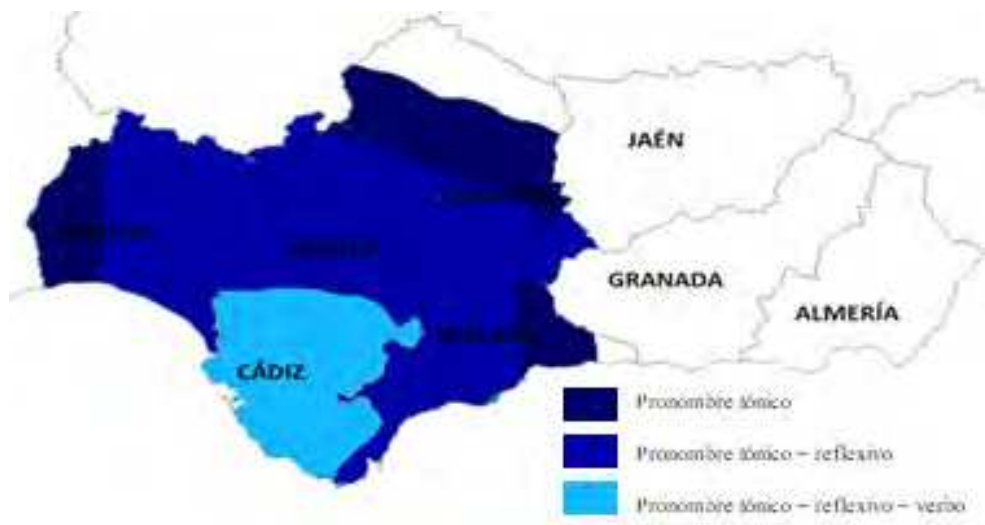 JAÉN
GRANADA
ALMERÍA
CÁDIZ
Pronombre tónico
Pronombre tónico – reflexivo
Pronombre tónico – reflexivo – verbo